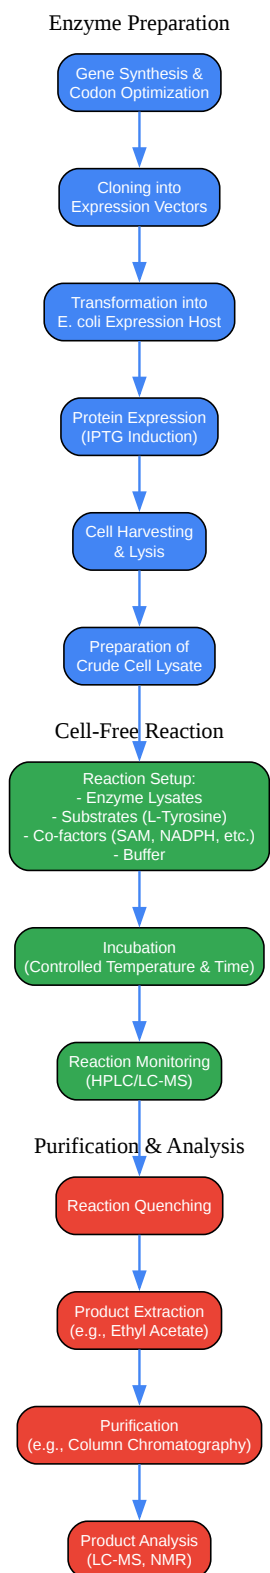 Enzyme Preparation
Gene Synthesis &
Codon Optimization
Cloning into
Expression Vectors
Transformation into
E. coli Expression Host
Protein Expression
(IPTG Induction)
Cell Harvesting
& Lysis
Preparation of
Crude Cell Lysate
Cell-Free Reaction
Reaction Setup:
- Enzyme Lysates
- Substrates (L-Tyrosine)
- Co-factors (SAM, NADPH, etc.)
- Buffer
Incubation
(Controlled Temperature & Time)
Reaction Monitoring
(HPLC/LC-MS)
Purification & Analysis
Reaction Quenching
Product Extraction
(e.g., Ethyl Acetate)
Purification
(e.g., Column Chromatography)
Product Analysis
(LC-MS, NMR)